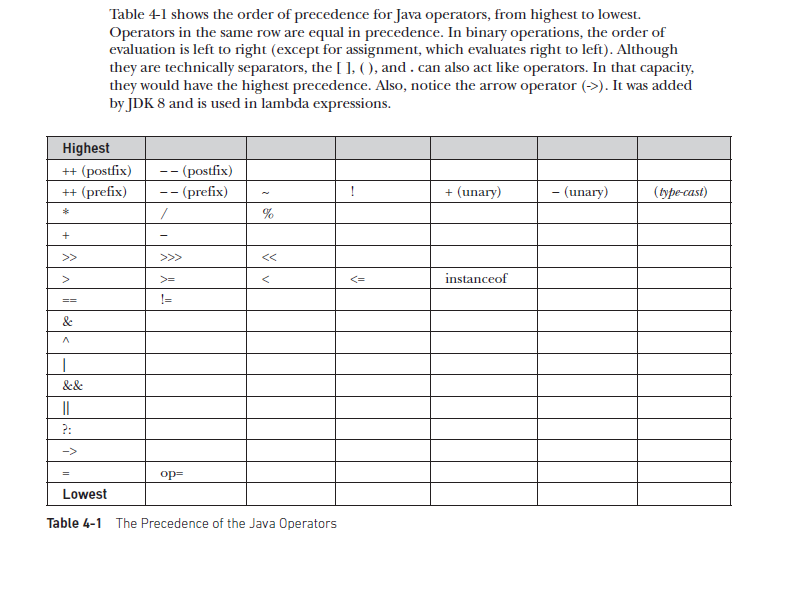 Table 4-1 shows the order of precedence for Java operators, from highest to lowest.
Operators in the same row are equal in precedence. In binary operations, the order of
evaluation is left to right (except for assignment, which evaluates right to left). Although
they are technically separators, the [ ], ( ), and . can also act like operators. In that capacity,
they would have the highest precedence. Also, notice the arrow operator (->). It was added
by JDK 8 and is used in lambda expressions.
Highest
++ (postfix) – – (postfix)
++ (prefix) – – (prefix) ~ ! + (unary) – (unary) (type-cast)
* / %
+ –
>> >>> <<
> >= < <= instanceof
== !=
&
^
|
&&
||
?:
–>
= op=
Lowest
Table 4-1 The Precedence of the Java Operators